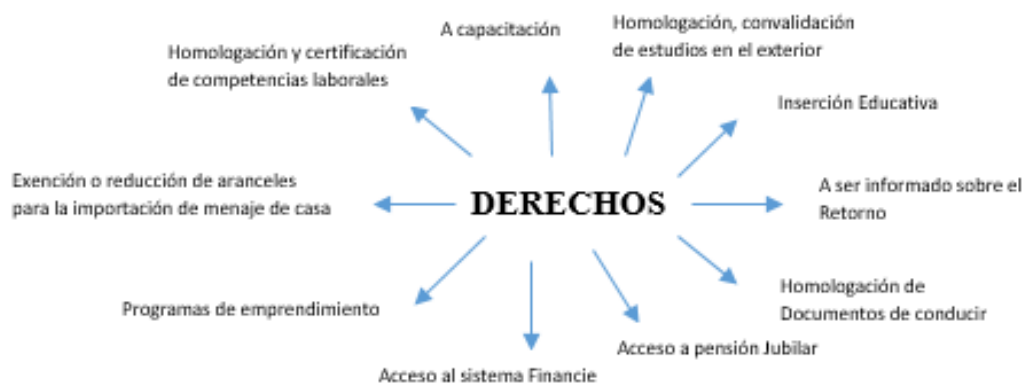 A capacitación
Homologación, convalidación
de estudios en el exterior
Homologación y certificación
de competencias laborales
Inserción Educativa
Exención o reducción de aranceles
para la importación de menaje de casa
DERECHOS
A ser informado sobre el
Retorno
Programas de emprendimiento
Homologación de
Documentos de conducir
Acceso a pensión Jubilar
Acceso al sistema Financie